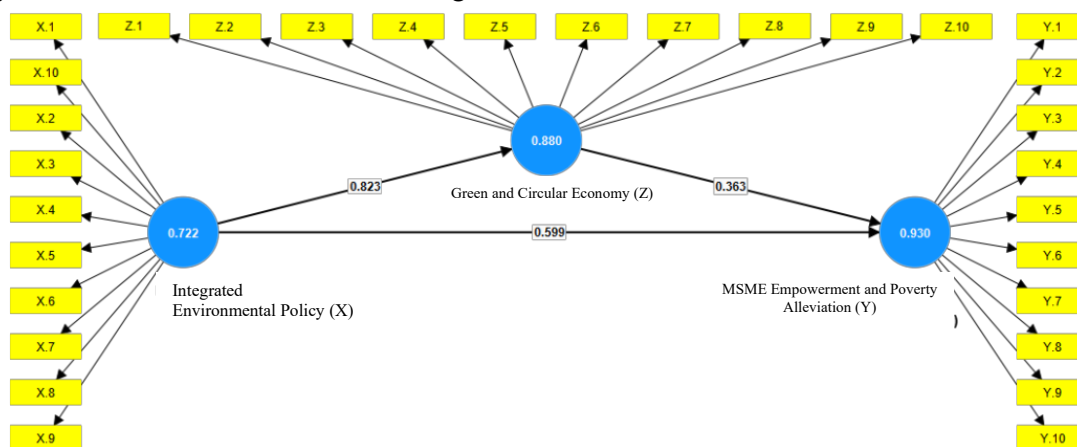 X.1
Z.1
Z.2
Z.3
Z.4
Z.5
Z.6
Z.7
Z.8
Z.9
Z.10
Y.1
X.10
Y.2
X.2
Y.3
0.880
X.3
Y.4
0.823
0.363
Green and Circular Economy (Z)
X.4
Y.5
0.722
0.599
0.930
X.5
Y.6
Integrated
Environmental Policy (X)
MSME Empowerment and Poverty
Alleviation (Y)
X.6
Y.7
)
X.7
Y.8
X.8
Y.9
X.9
Y.10